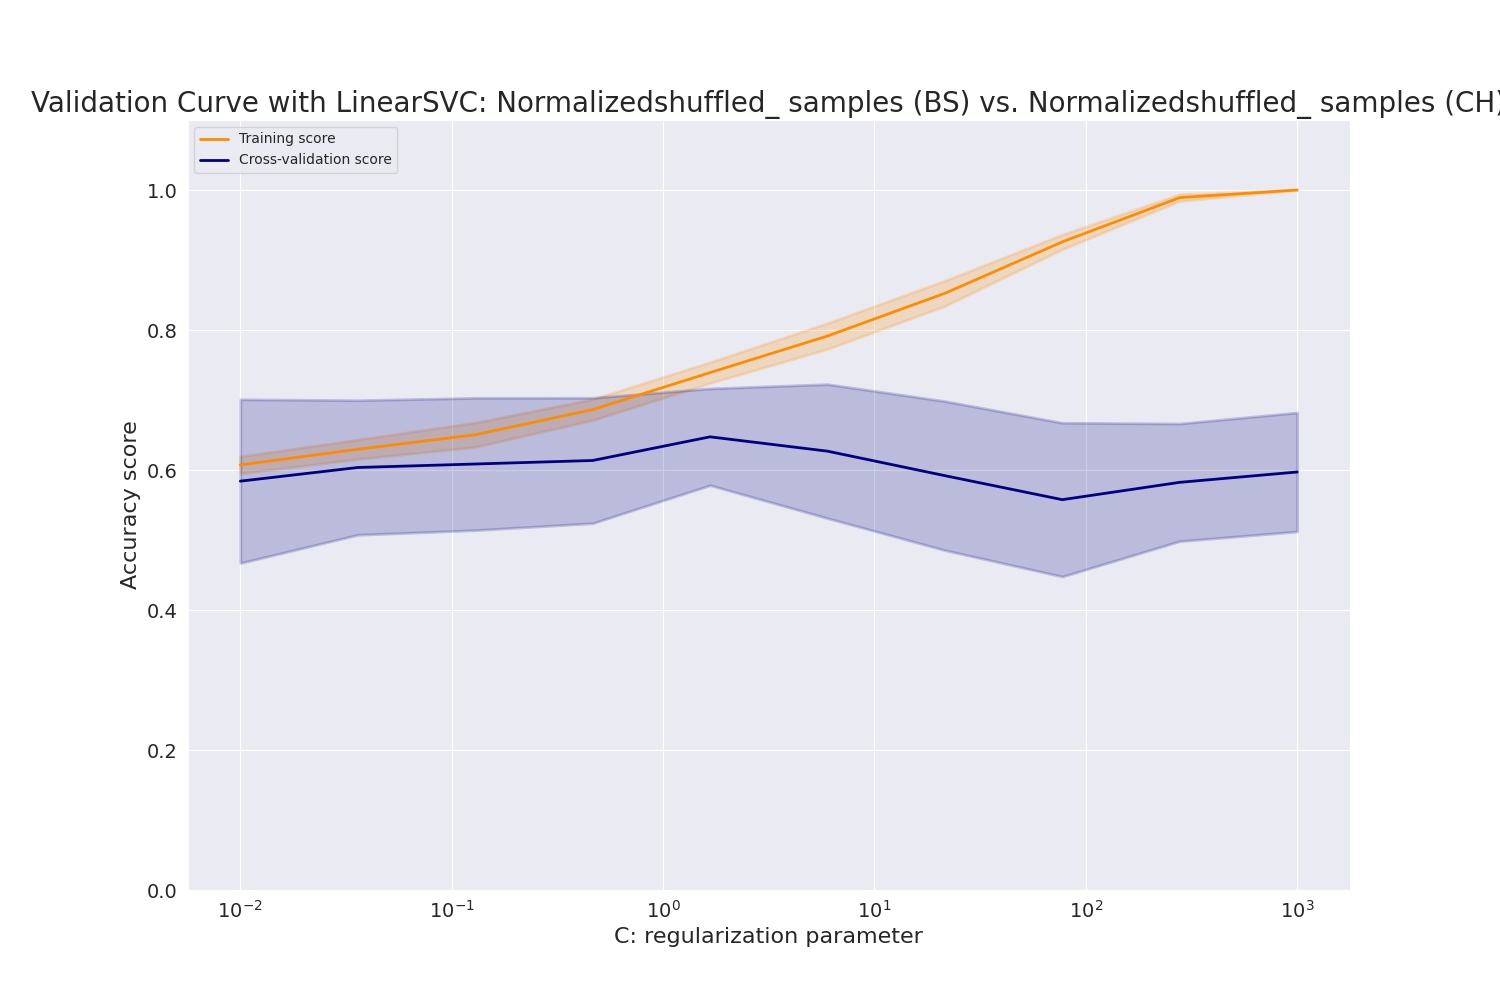 Validation Curve with LinearSVC: Normalizedshuffled_ samples (BS) vs. Normalizedshuffled_ samples (CH)
Training score
Cross-validation score
1.0
0.8
0.6
0.4
0.2
0.0
Accuracy score
10⁻² 10⁻¹ 10⁰ 10¹ 10² 10³
C: regularization parameter